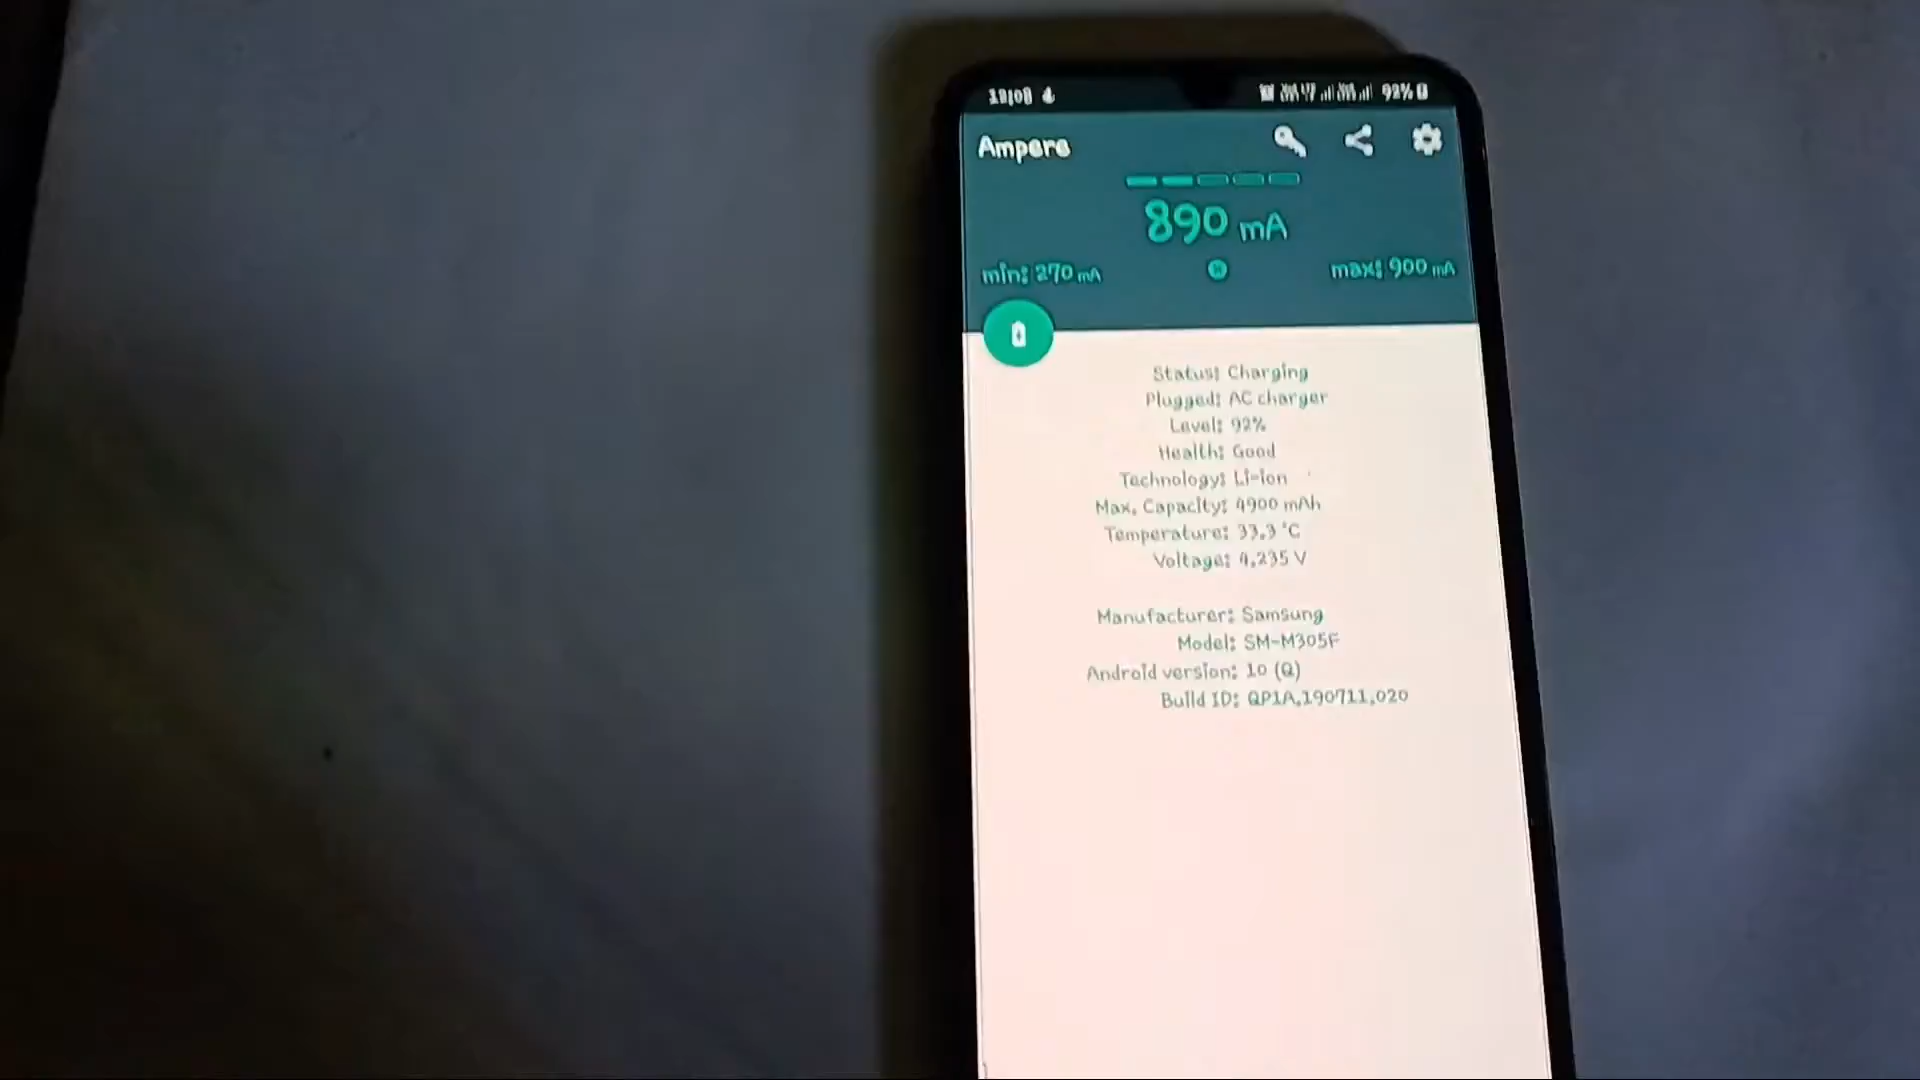 92%
Ampere
890 mA
min: 270 mA
max: 900 mA
Status: Charging
Plugged: AC charger
Level: 92%
Health: Good
Technology: Li-ion
Max. Capacity: 4900 mAh
Temperature: 33.3 °C
Voltage: 4.235 V
Manufacturer: Samsung
Model: SM-M305F
Android version: 10 (Q)
Build ID: QP1A.190711.020